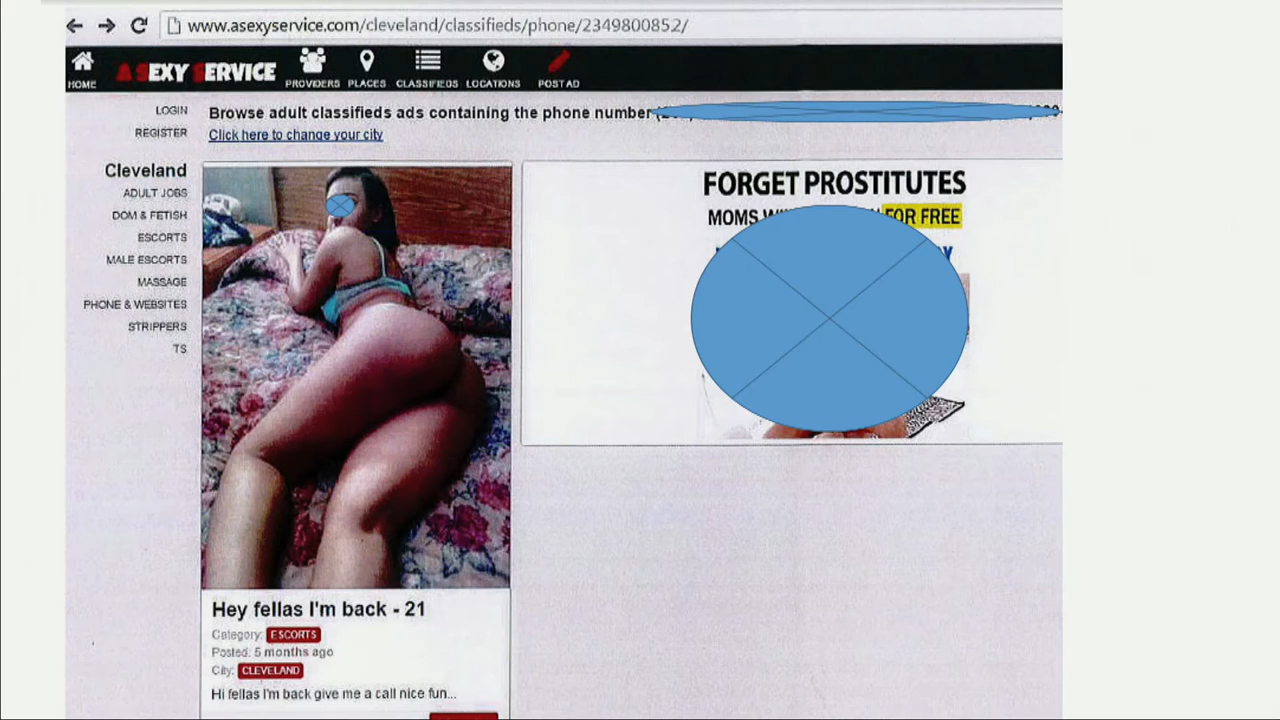 www.asexyservice.com/cleveland/classifieds/phone/2349800852/
HOME
A SEXY SERVICE
PROVIDERS
PLACES
CLASSIFIEDS
LOCATIONS
POST AD
LOGIN
REGISTER
Browse adult classifieds ads containing the phone number
Click here to change your city
Cleveland
ADULT JOBS
DOM & FETISH
ESCORTS
MALE ESCORTS
MASSAGE
PHONE & WEBSITES
STRIPPERS
TS
FORGET PROSTITUTES
MOMS FOR FREE
Hey fellas I'm back - 21
Category: ESCORTS
Posted: 5 months ago
City: CLEVELAND
Hi fellas I'm back give me a call nice fun...